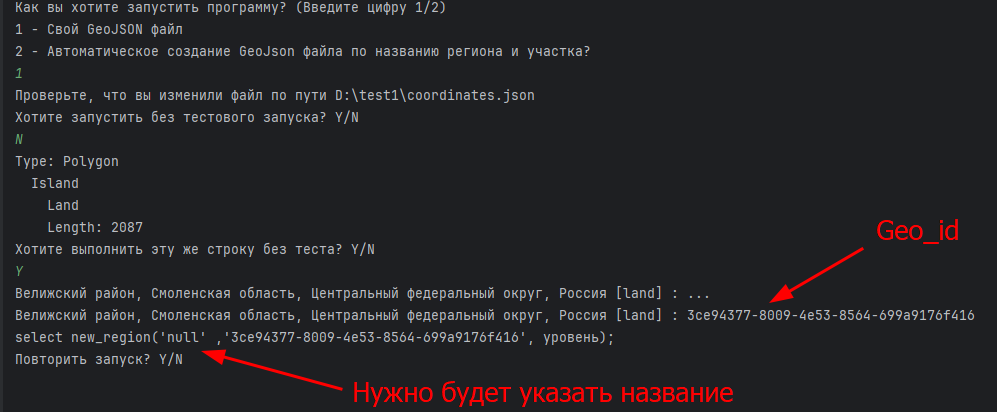 Как вы хотите запустить программу? (Введите цифру 1/2)
1 - Свой GeoJSON файл
2 - Автоматическое создание GeoJson файла по названию региона и участка?
1
Проверьте, что вы изменили файл по пути D:\test1\coordinates.json
Хотите запустить без тестового запуска? Y/N
N
Type: Polygon
Island
Land
Length: 2087
Хотите выполнить эту же строку без теста? Y/N
Geo_id
Y
Велижский район, Смоленская область, Центральный федеральный округ, Россия [land] : ...
Велижский район, Смоленская область, Центральный федеральный округ, Россия [land] : 3ce94377-8009-4e53-8564-699a9176f416
select new_region('null' ,'3ce94377-8009-4e53-8564-699a9176f416', уровень);
Повторить запуск? Y/N
Нужно будет указать название